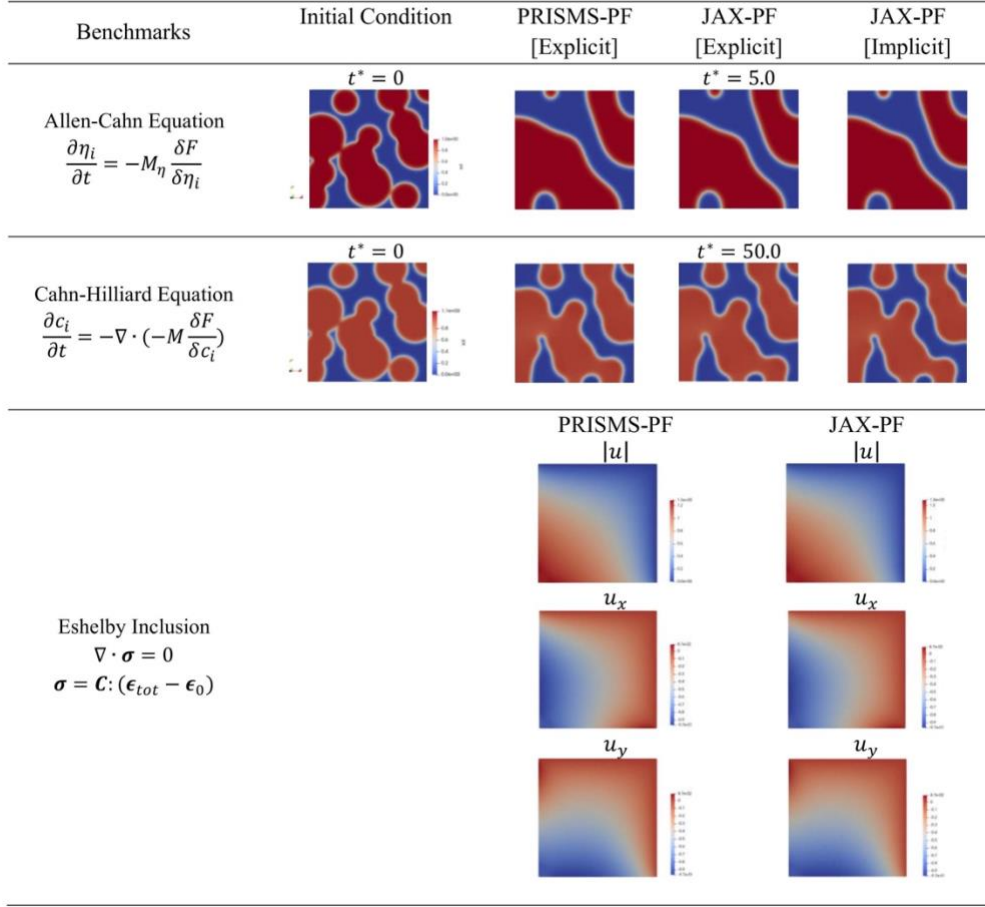 Benchmarks
Initial Condition
PRISMS-PF
[Explicit]
JAX-PF
[Explicit]
JAX-PF
[Implicit]
Allen-Cahn Equation
∂η_i/∂t = −M_η δF/δη_i
t* = 0
t* = 5.0
Cahn-Hilliard Equation
∂c_i/∂t = −∇ · (−M δF/δc_i)
t* = 0
t* = 50.0
PRISMS-PF
JAX-PF
|u|
|u|
u_x
u_x
Eshelby Inclusion
∇ · σ = 0
σ = C: (ϵ_tot − ϵ_0)
u_y
u_y